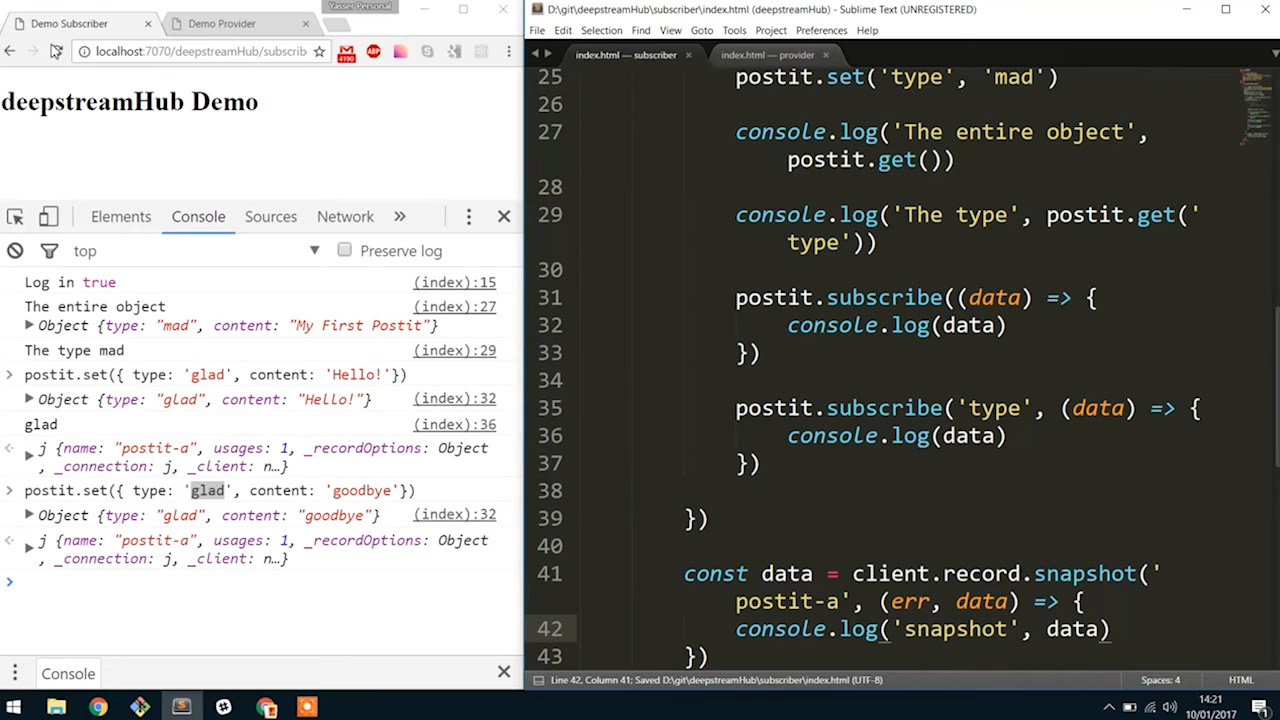 Demo Subscriber
Demo Provider
Yasser Personal
localhost:7070/deepstreamHub/subscrib
4190
ABP
deepstreamHub Demo
Elements
Console
Sources
Network
top
Preserve log
Log in true
(index):15
The entire object
(index):27
Object {type: "mad", content: "My First Postit"}
The type mad
(index):29
postit.set({ type: 'glad', content: 'Hello!'})
Object {type: "glad", content: "Hello!"}
(index):32
glad
(index):36
j {name: "postit-a", usages: 1, _recordOptions: Object
, _connection: j, _client: n…}
postit.set({ type: 'glad', content: 'goodbye'})
Object {type: "glad", content: "goodbye"}
(index):32
j {name: "postit-a", usages: 1, _recordOptions: Object
, _connection: j, _client: n…}
Console
D:\git\deepstreamHub\subscriber\index.html (deepstreamHub) - Sublime Text (UNREGISTERED)
File Edit Selection Find View Goto Tools Project Preferences Help
index.html — subscriber
index.html — provider
25 postit.set('type', 'mad')
26
27 console.log('The entire object',
postit.get())
28
29 console.log('The type', postit.get('
type'))
30
31 postit.subscribe((data) => {
32 console.log(data)
33 })
34
35 postit.subscribe('type', (data) => {
36 console.log(data)
37 })
38
39 })
40
41 const data = client.record.snapshot('
postit-a', (err, data) => {
42 console.log('snapshot', data)
43 })
Line 42, Column 41; Saved D:\git\deepstreamHub\subscriber\index.html (UTF-8)
Spaces: 4
HTML
14:21
10/01/2017
1